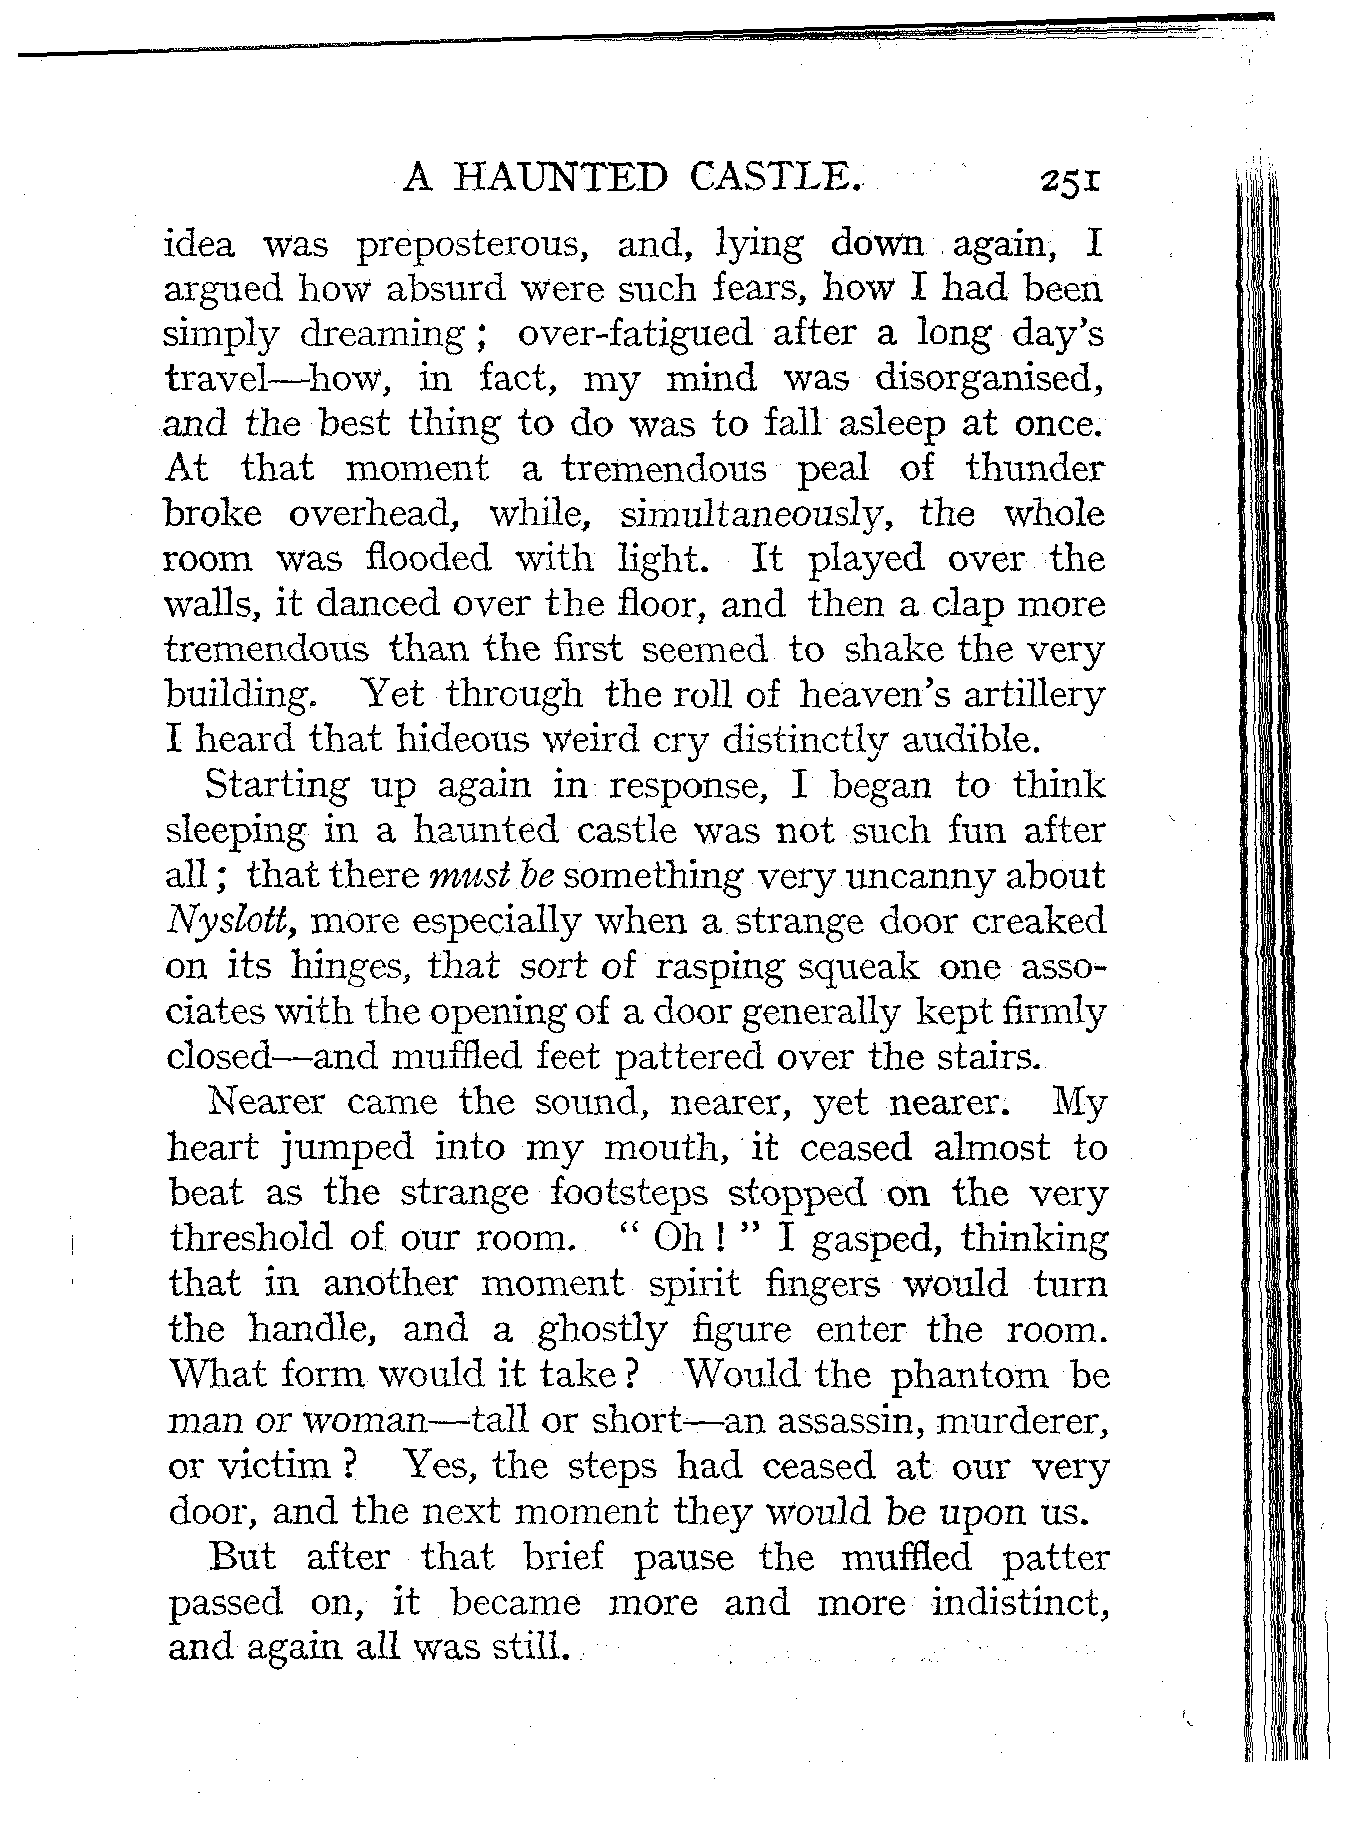 A HAUNTED CASTLE. 251
idea was preposterous, and, lying down again, I
argued how absurd were such fears, how I had been
simply dreaming ; over-fatigued after a long day's
travel—how, in fact, my mind was disorganised,
and the best thing to do was to fall asleep at once.
At that moment a tremendous peal of thunder
broke overhead, while, simultaneously, the whole
room was flooded with light. It played over the
walls, it danced over the floor, and then a clap more
tremendous than the first seemed to shake the very
building. Yet through the roll of heaven's artillery
I heard that hideous weird cry distinctly audible.
Starting up again in response, I began to think
sleeping in a haunted castle was not such fun after
all ; that there must be something very uncanny about
Nyslott, more especially when a strange door creaked
on its hinges, that sort of rasping squeak one asso-
ciates with the opening of a door generally kept firmly
closed—and muffled feet pattered over the stairs.
Nearer came the sound, nearer, yet nearer. My
heart jumped into my mouth, it ceased almost to
beat as the strange footsteps stopped on the very
threshold of our room. " Oh ! " I gasped, thinking
that in another moment spirit fingers would turn
the handle, and a ghostly figure enter the room.
What form would it take ? Would the phantom be
man or woman—tall or short—an assassin, murderer,
or victim ? Yes, the steps had ceased at our very
door, and the next moment they would be upon us.
But after that brief pause the muffled patter
passed on, it became more and more indistinct,
and again all was still.